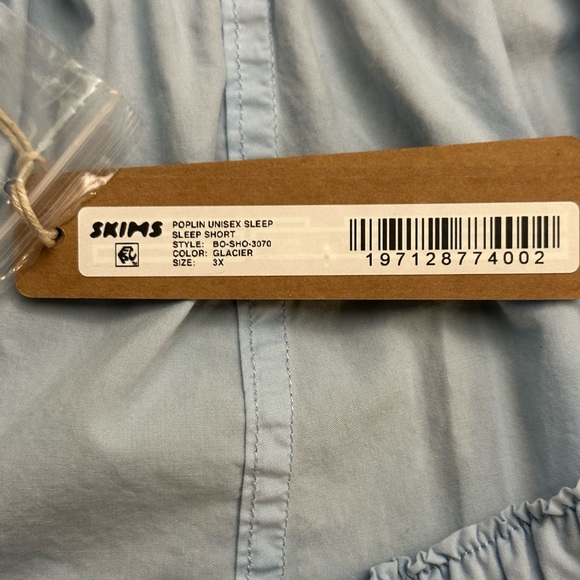 SKIMS
POPLIN UNISEX SLEEP
SLEEP SHORT
STYLE: BO-SHO-3070
COLOR: GLACIER
SIZE: 3X
197128774002